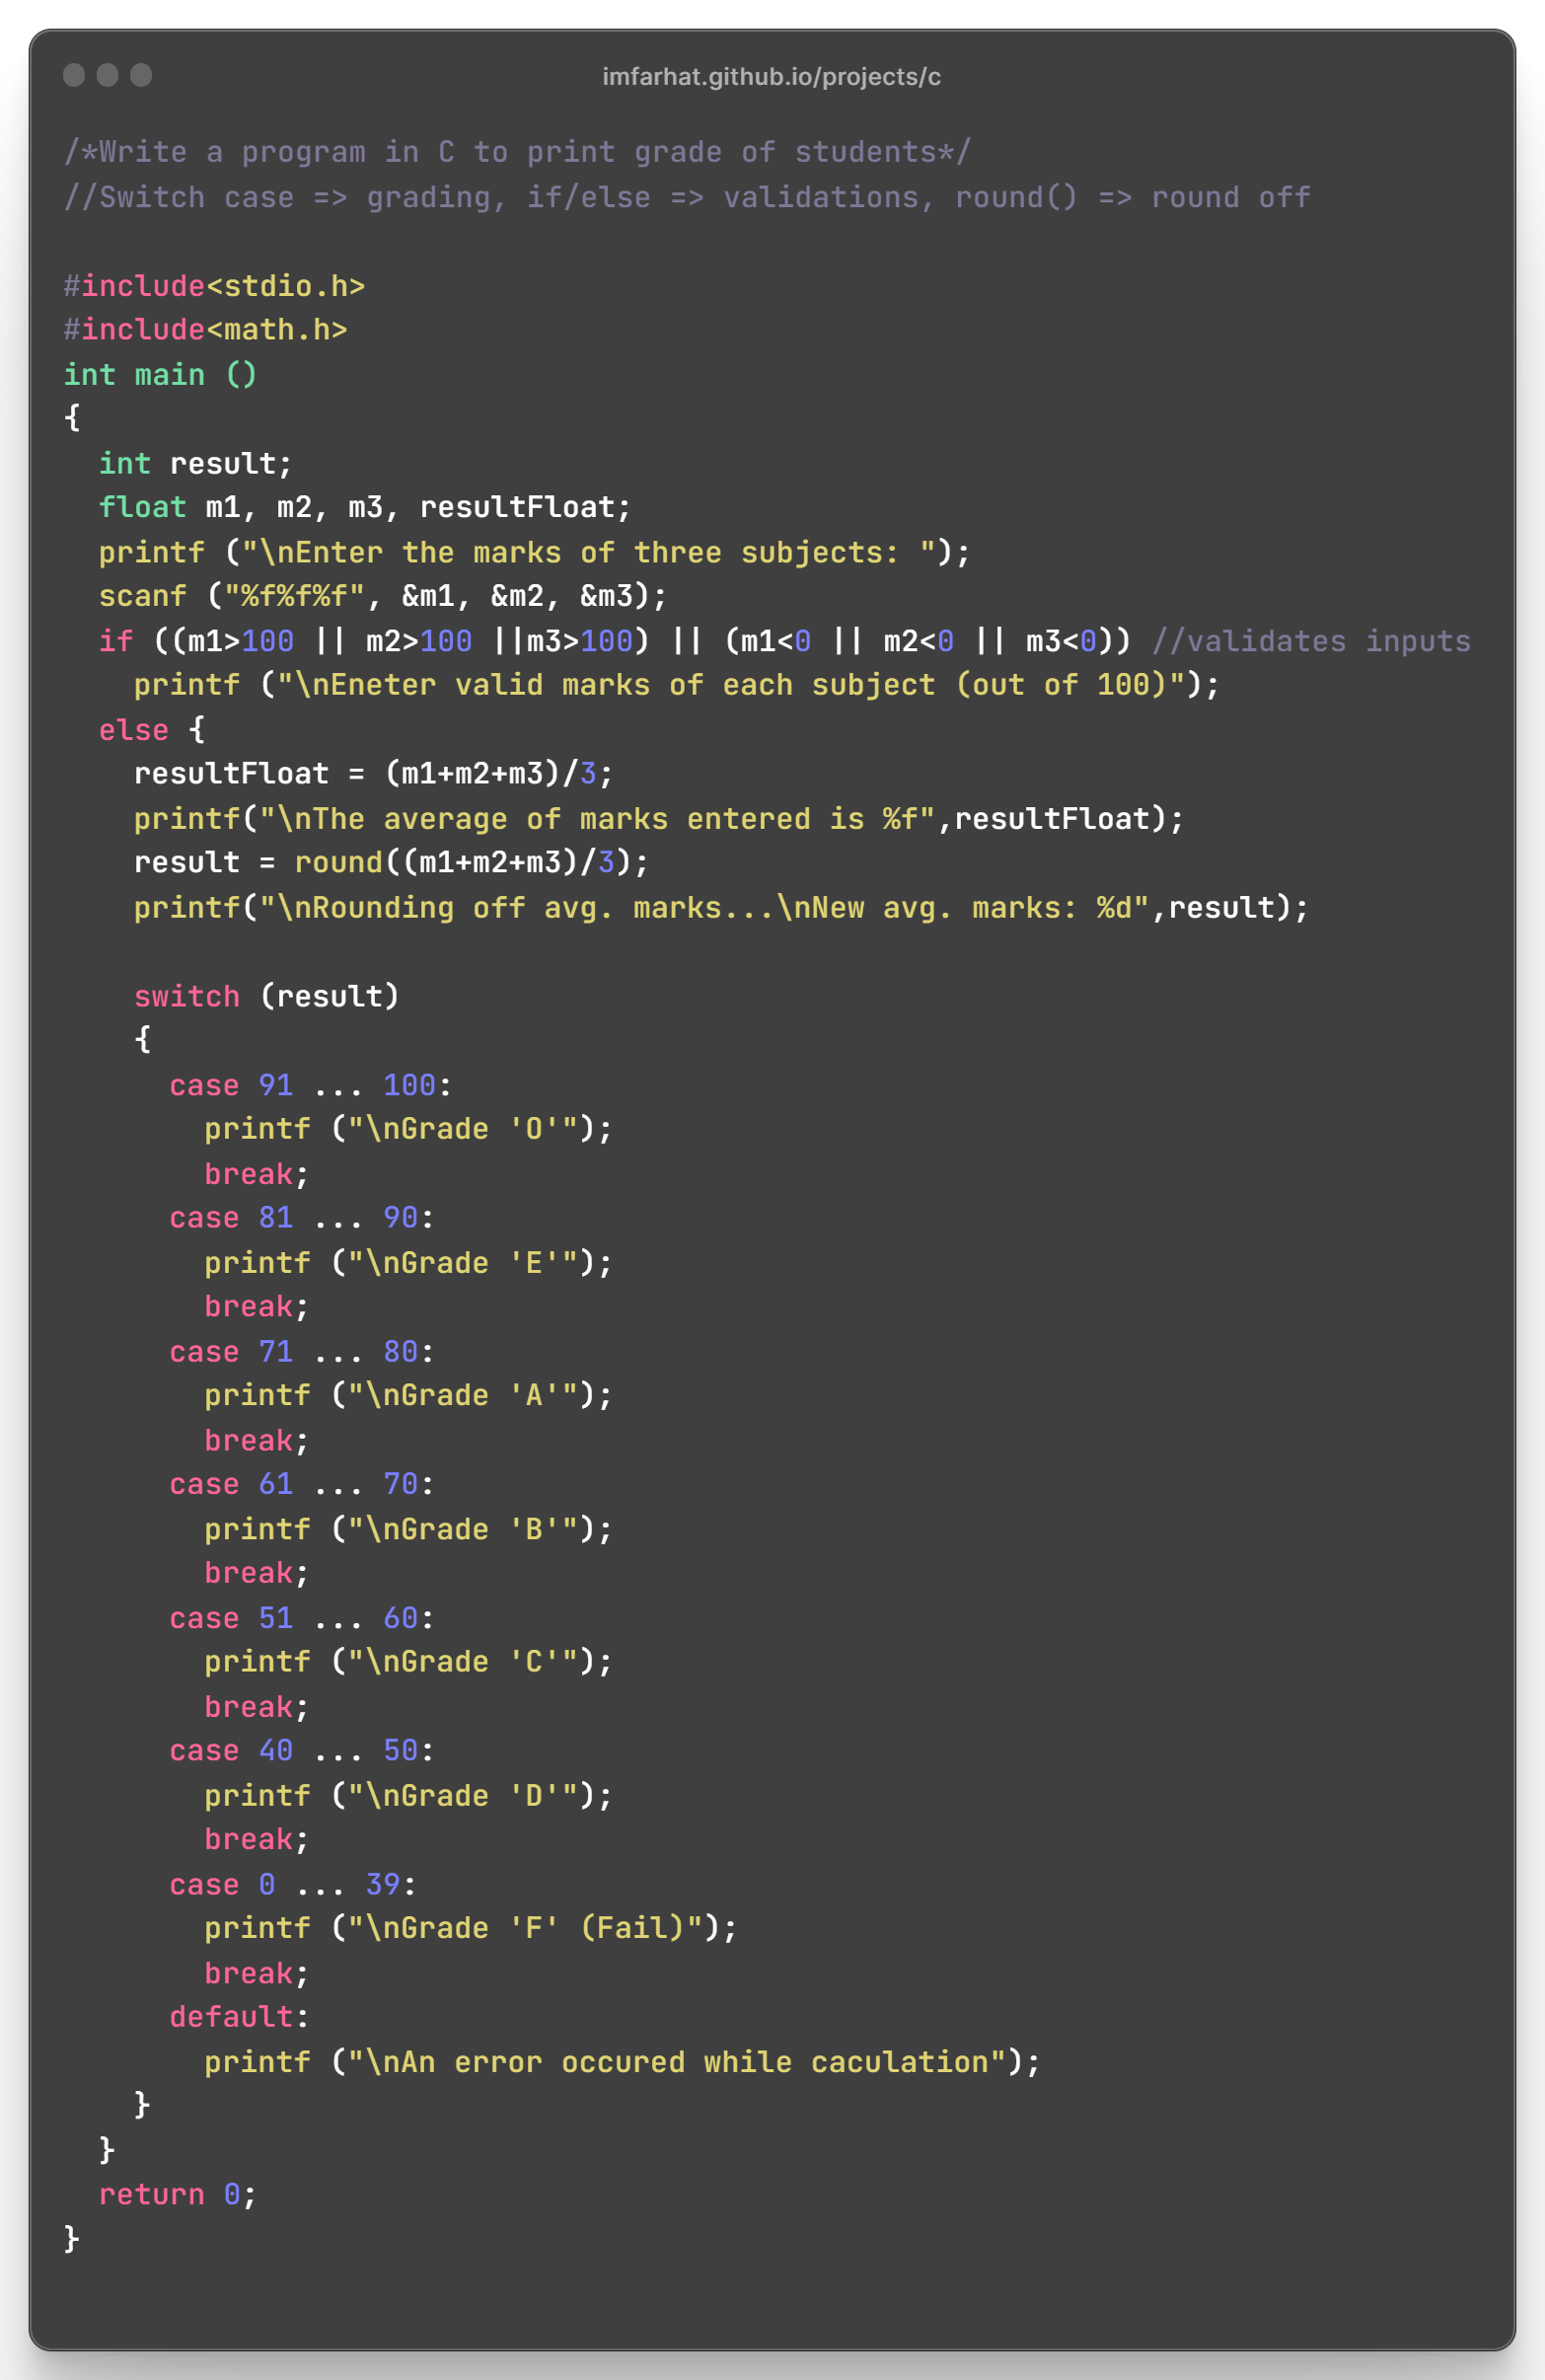 imfarhat.github.io/projects/c
/*Write a program in C to print grade of students*/
//Switch case => grading, if/else => validations, round() => round off
#include<stdio.h>
#include<math.h>
int main ()
{
  int result;
  float m1, m2, m3, resultFloat;
  printf ("\nEnter the marks of three subjects: ");
  scanf ("%f%f%f", &m1, &m2, &m3);
  if ((m1>100 || m2>100 ||m3>100) || (m1<0 || m2<0 || m3<0)) //validates inputs
    printf ("\nEneter valid marks of each subject (out of 100)");
  else {
    resultFloat = (m1+m2+m3)/3;
    printf("\nThe average of marks entered is %f",resultFloat);
    result = round((m1+m2+m3)/3);
    printf("\nRounding off avg. marks...\nNew avg. marks: %d",result);
    switch (result)
    {
      case 91 ... 100:
        printf ("\nGrade 'O'");
        break;
      case 81 ... 90:
        printf ("\nGrade 'E'");
        break;
      case 71 ... 80:
        printf ("\nGrade 'A'");
        break;
      case 61 ... 70:
        printf ("\nGrade 'B'");
        break;
      case 51 ... 60:
        printf ("\nGrade 'C'");
        break;
      case 40 ... 50:
        printf ("\nGrade 'D'");
        break;
      case 0 ... 39:
        printf ("\nGrade 'F' (Fail)");
        break;
      default:
        printf ("\nAn error occured while caculation");
    }
  }
  return 0;
}